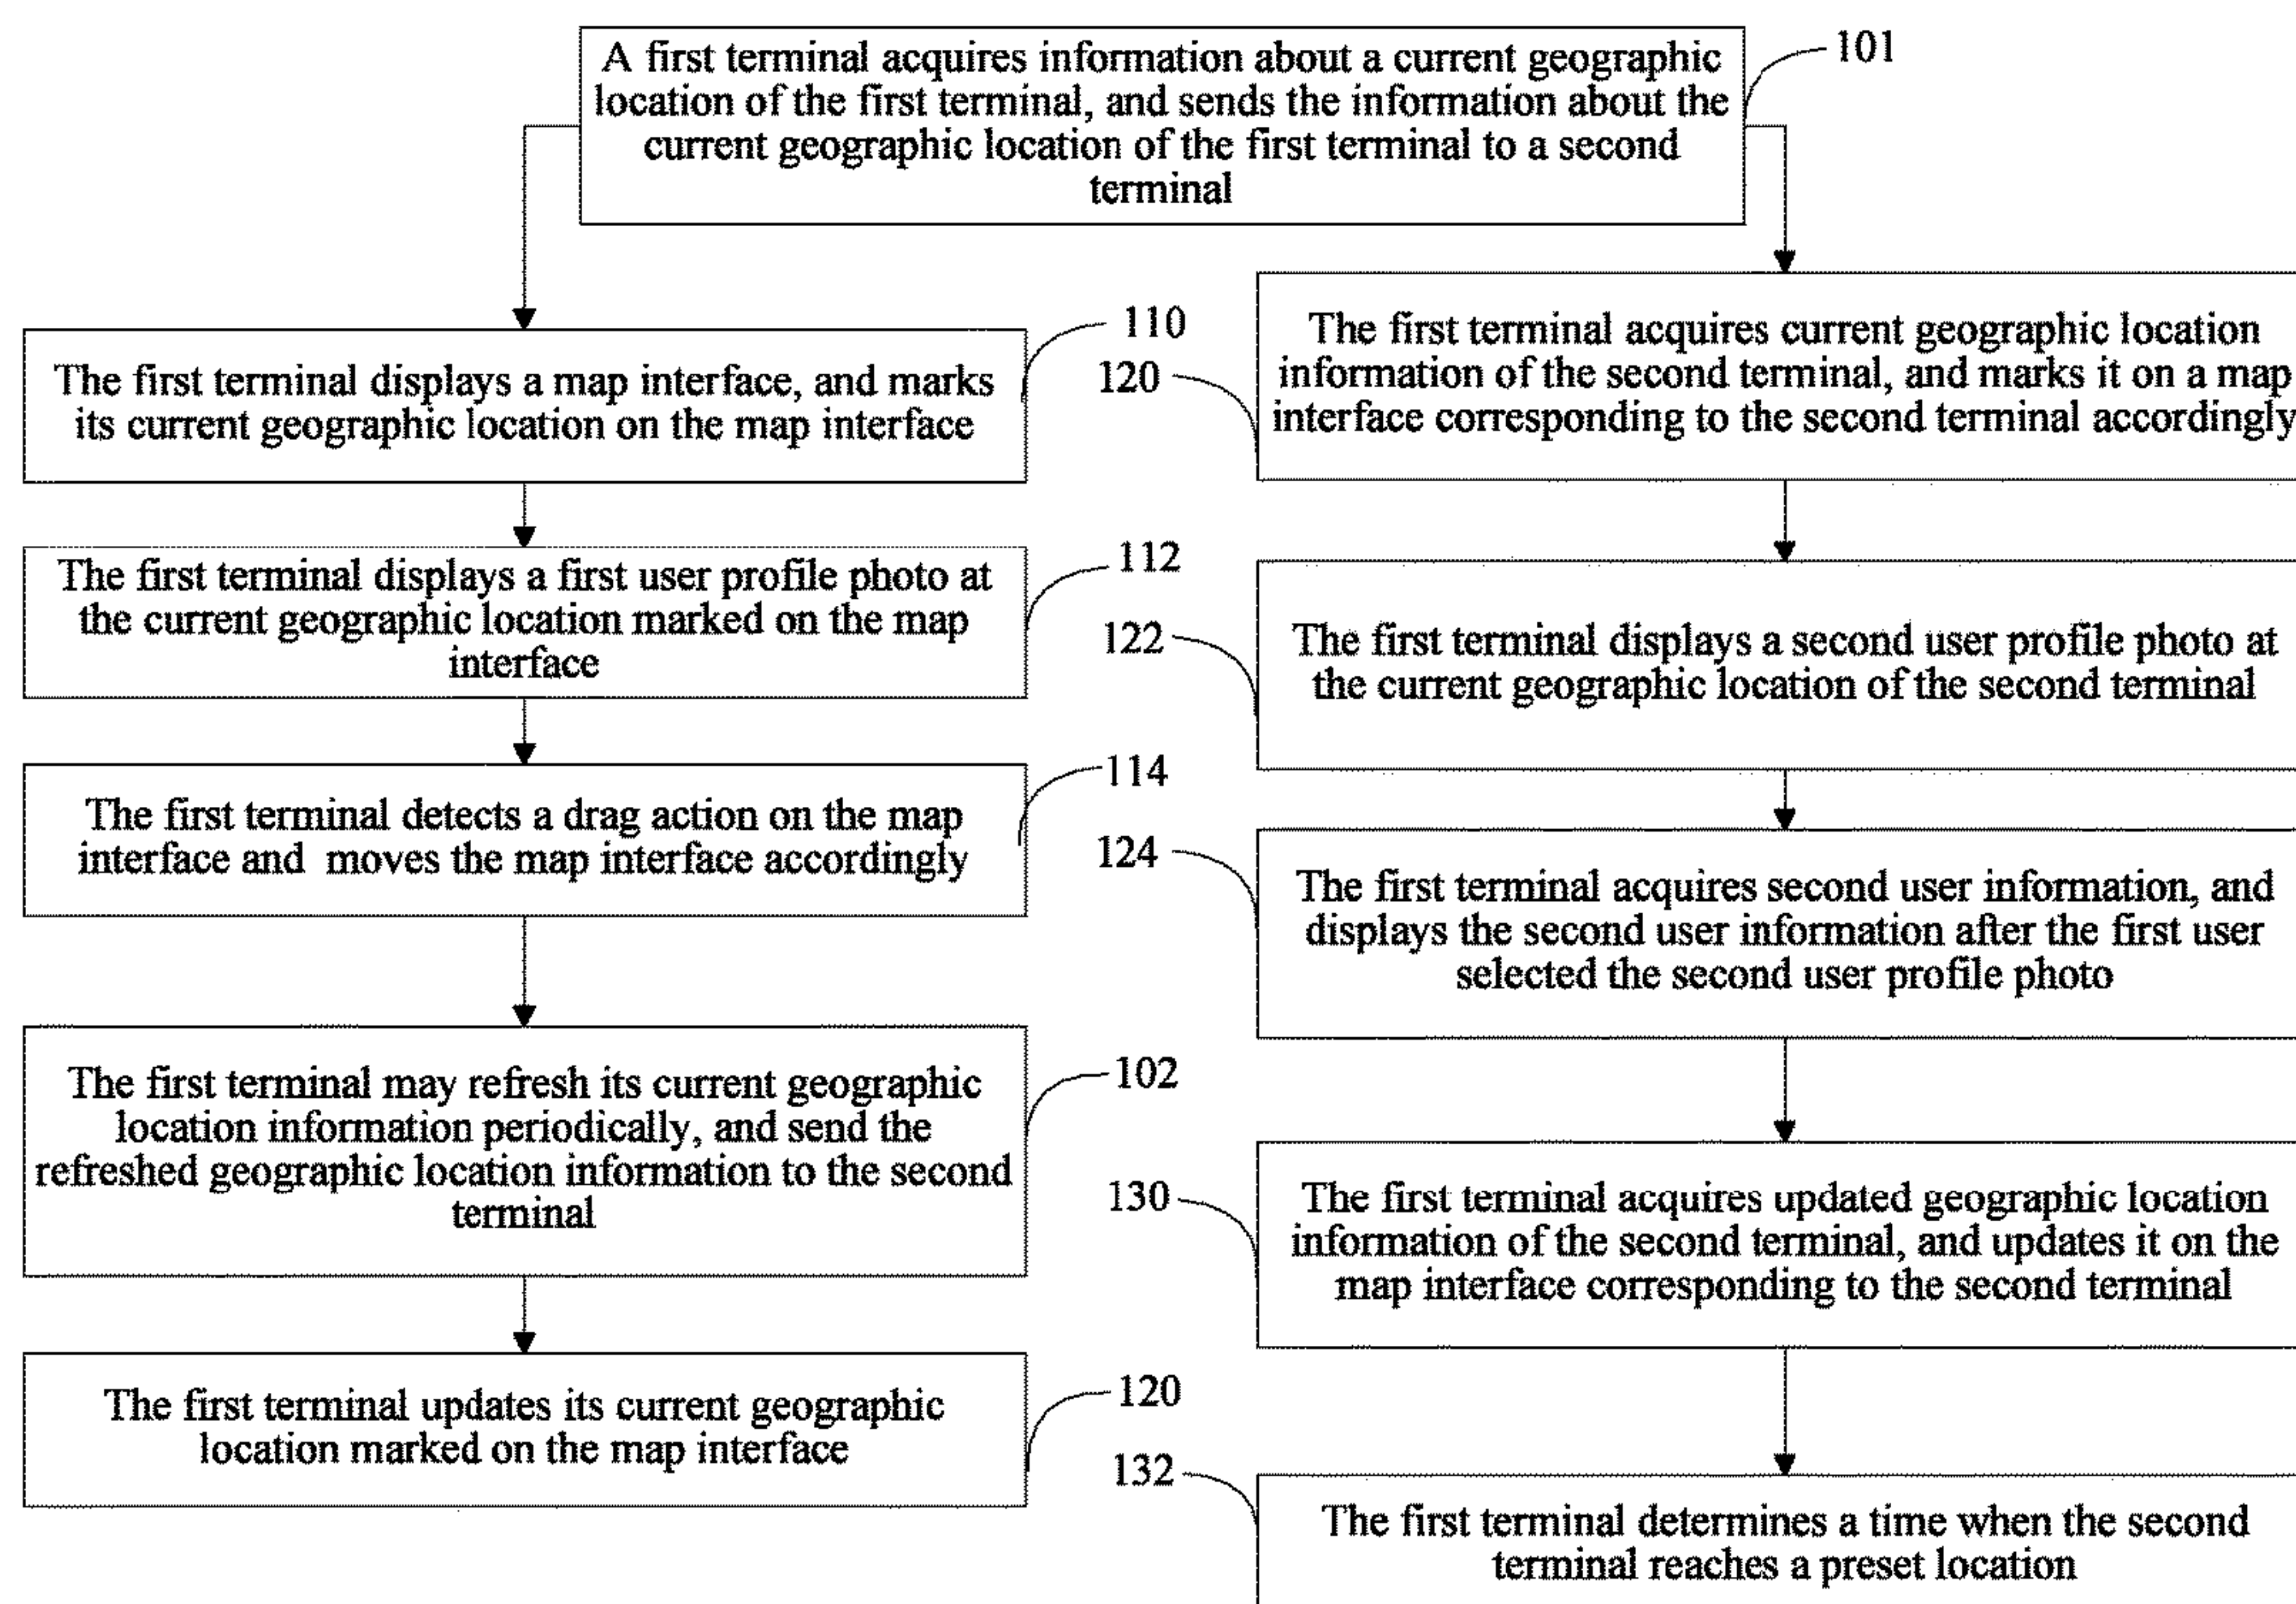 A first terminal acquires information about a current geographic
location of the first terminal, and sends the information about the
current geographic location of the first terminal to a second
terminal
101
The first terminal displays a map interface, and marks
its current geographic location on the map interface
110
The first terminal displays a first user profile photo at
the current geographic location marked on the map
interface
112
The first terminal detects a drag action on the map
interface and moves the map interface accordingly
114
The first terminal may refresh its current geographic
location information periodically, and send the
refreshed geographic location information to the second
terminal
102
The first terminal updates its current geographic
location marked on the map interface
120
120
The first terminal acquires current geographic location
information of the second terminal, and marks it on a map
interface corresponding to the second terminal accordingly
122
The first terminal displays a second user profile photo at
the current geographic location of the second terminal
124
The first terminal acquires second user information, and
displays the second user information after the first user
selected the second user profile photo
130
The first terminal acquires updated geographic location
information of the second terminal, and updates it on the
map interface corresponding to the second terminal
132
The first terminal determines a time when the second
terminal reaches a preset location